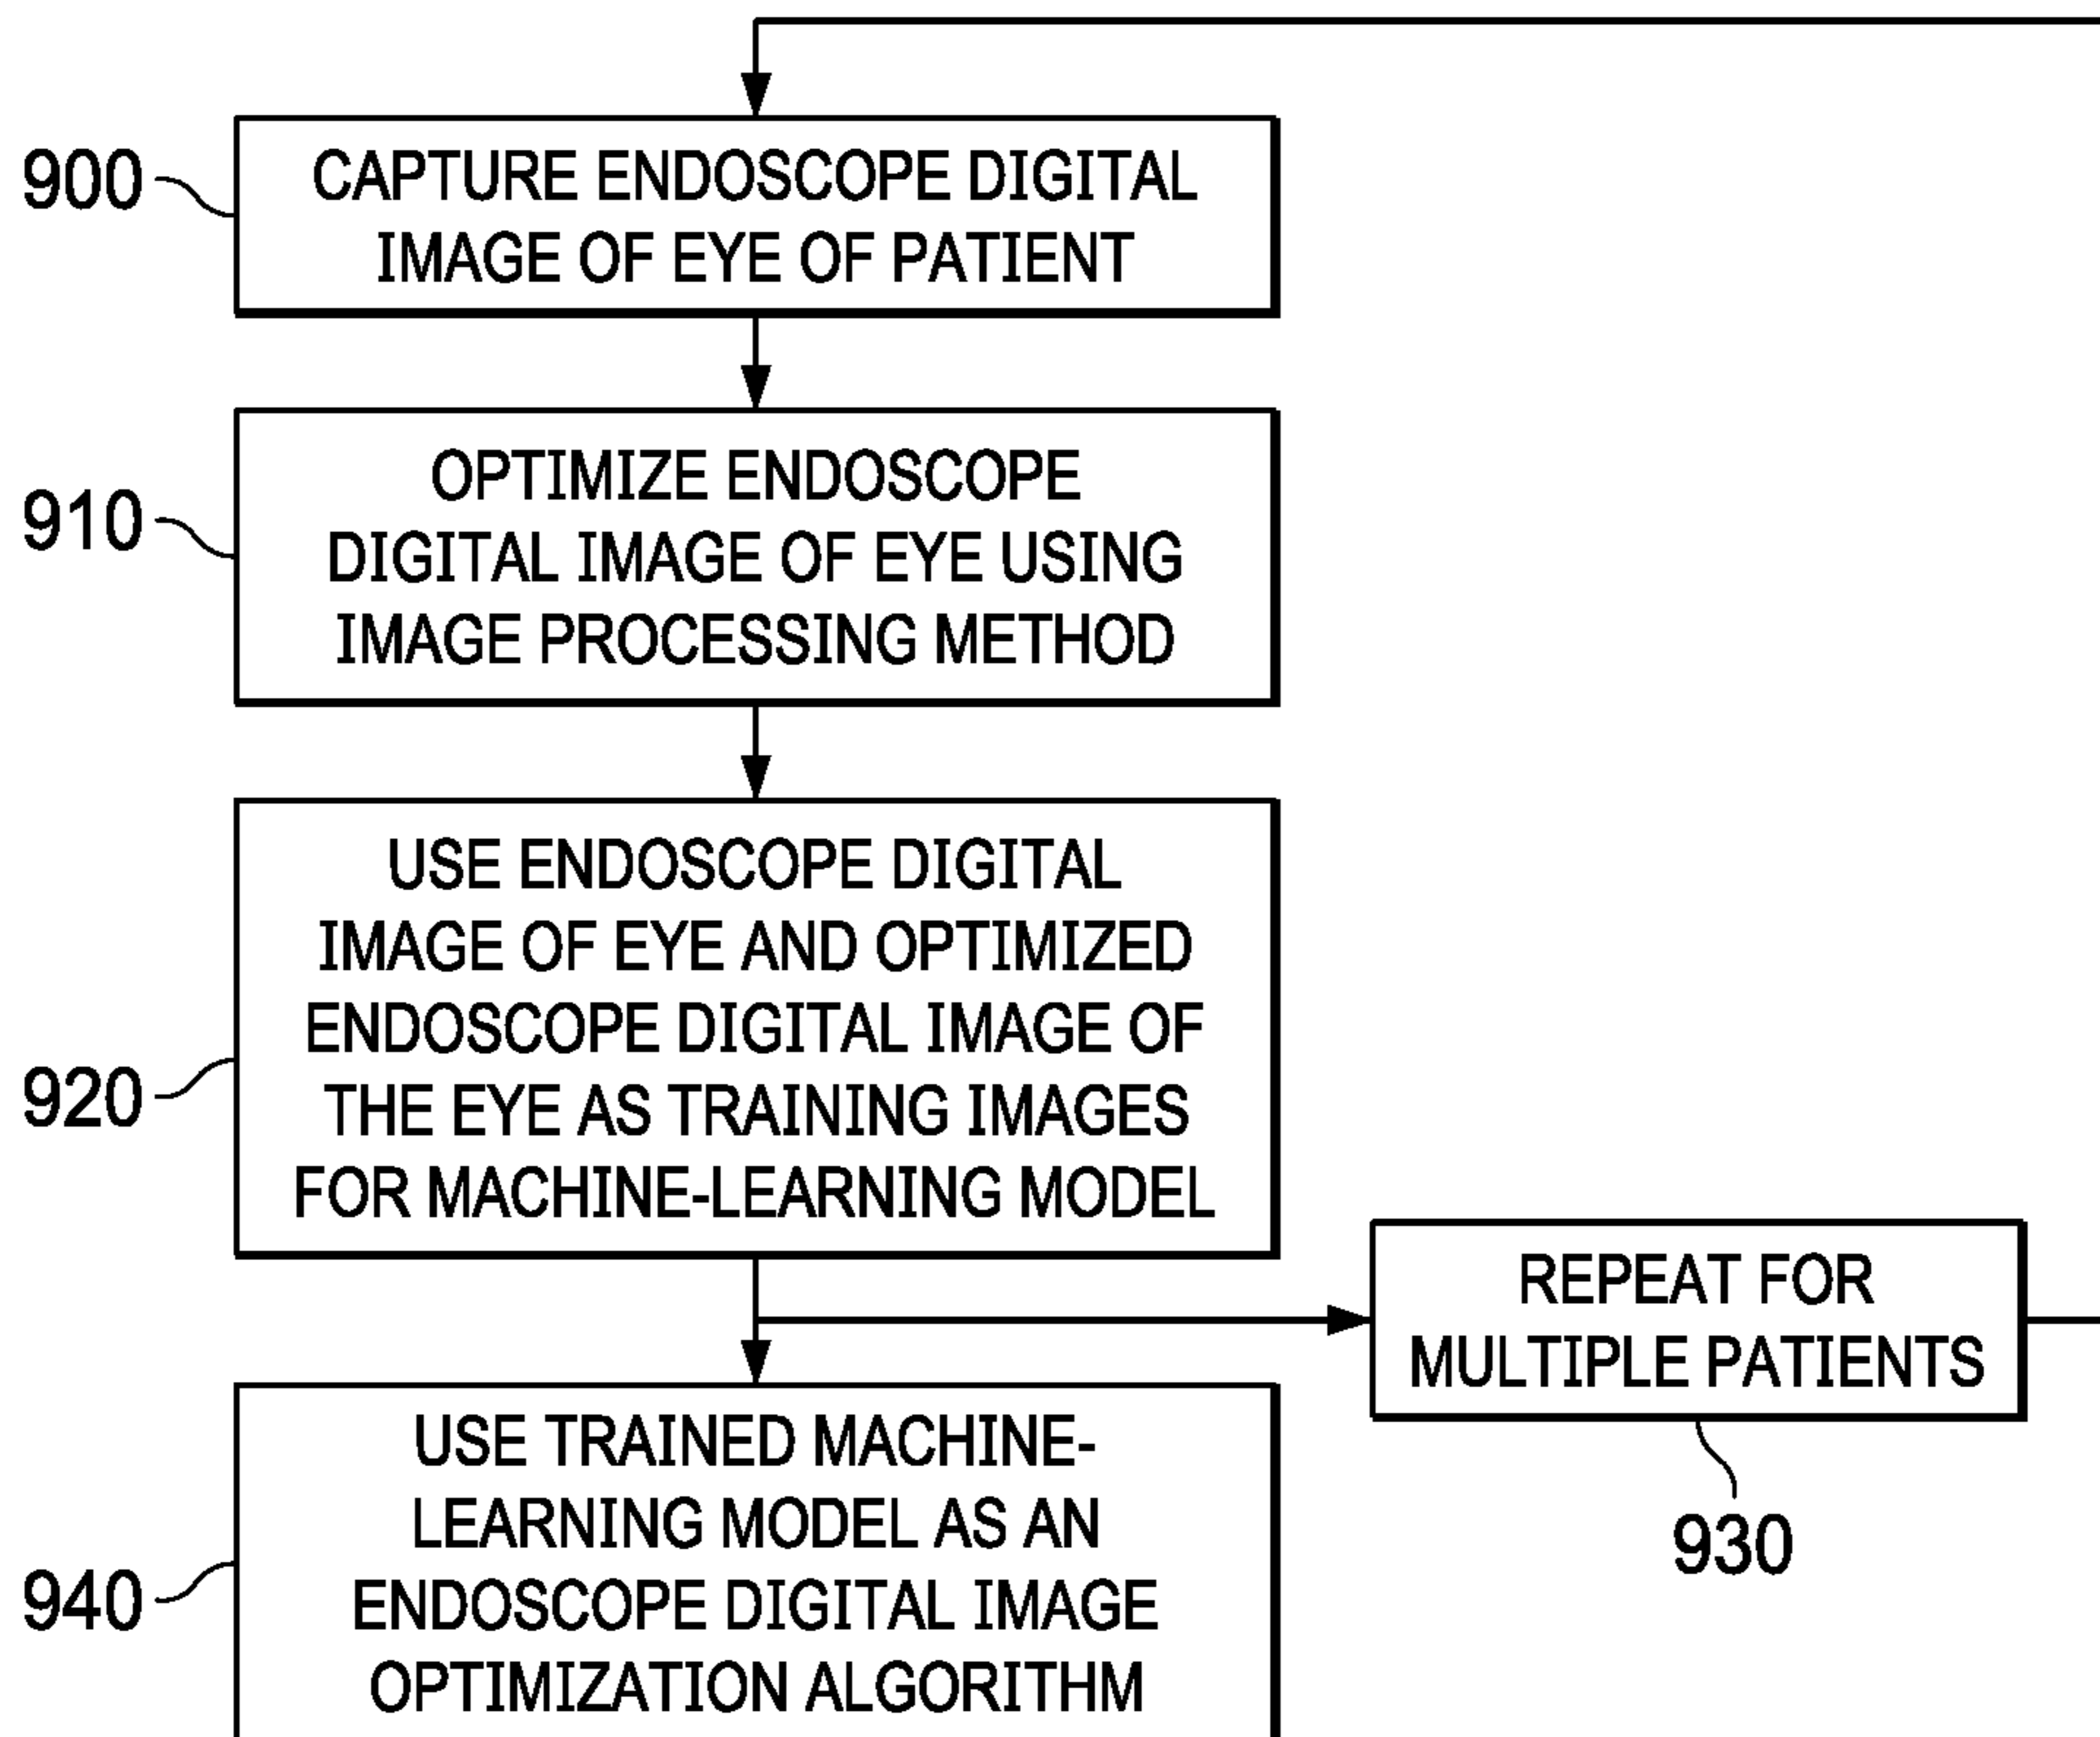 900
CAPTURE ENDOSCOPE DIGITAL
IMAGE OF EYE OF PATIENT
910
OPTIMIZE ENDOSCOPE
DIGITAL IMAGE OF EYE USING
IMAGE PROCESSING METHOD
920
USE ENDOSCOPE DIGITAL
IMAGE OF EYE AND OPTIMIZED
ENDOSCOPE DIGITAL IMAGE OF
THE EYE AS TRAINING IMAGES
FOR MACHINE-LEARNING MODEL
REPEAT FOR
MULTIPLE PATIENTS
930
940
USE TRAINED MACHINE-
LEARNING MODEL AS AN
ENDOSCOPE DIGITAL IMAGE
OPTIMIZATION ALGORITHM